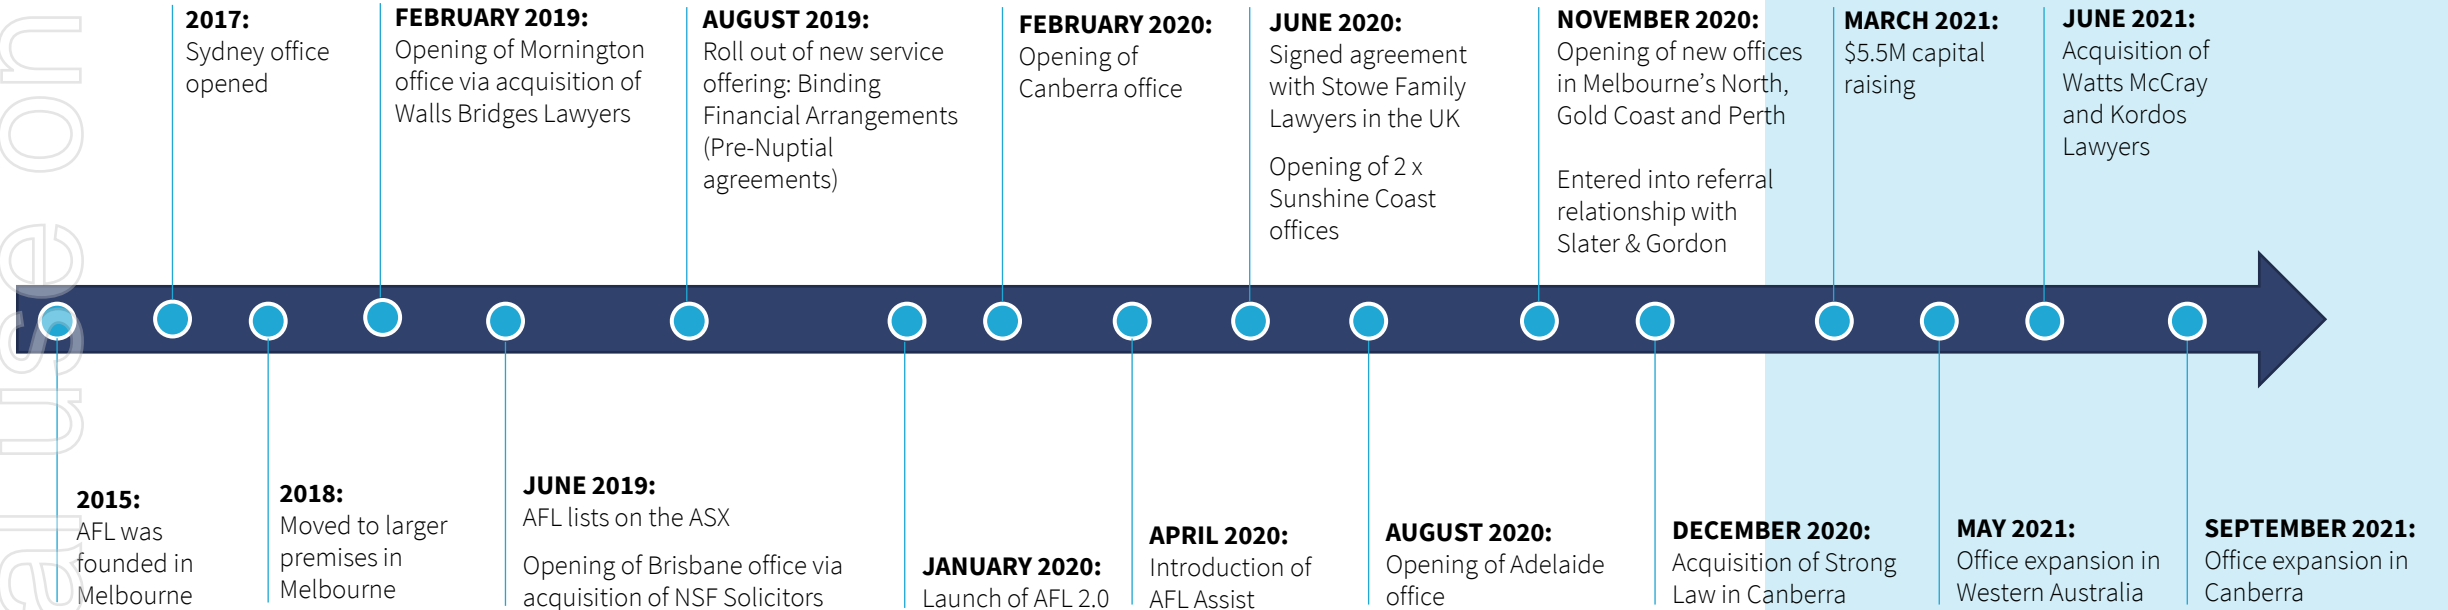 2017:
Sydney office
opened
FEBRUARY 2019:
Opening of Mornington
office via acquisition of
Walls Bridges Lawyers
AUGUST 2019:
Roll out of new service
offering: Binding
Financial Arrangements
(Pre-Nuptial
agreements)
FEBRUARY 2020:
Opening of
Canberra office
JUNE 2020:
Signed agreement
with Stowe Family
Lawyers in the UK
Opening of 2 x
Sunshine Coast
offices
NOVEMBER 2020:
Opening of new offices
in Melbourne's North,
Gold Coast and Perth
Entered into referral
relationship with
Slater & Gordon
MARCH 2021:
$5.5M capital
raising
JUNE 2021:
Acquisition of
Watts McCray
and Kordos
Lawyers
2015:
AFL was
founded in
Melbourne
2018:
Moved to larger
premises in
Melbourne
JUNE 2019:
AFL lists on the ASX
Opening of Brisbane office via
acquisition of NSF Solicitors
JANUARY 2020:
Launch of AFL 2.0
APRIL 2020:
Introduction of
AFL Assist
AUGUST 2020:
Opening of Adelaide
office
DECEMBER 2020:
Acquisition of Strong
Law in Canberra
MAY 2021:
Office expansion in
Western Australia
SEPTEMBER 2021:
Office expansion in
Canberra
use on